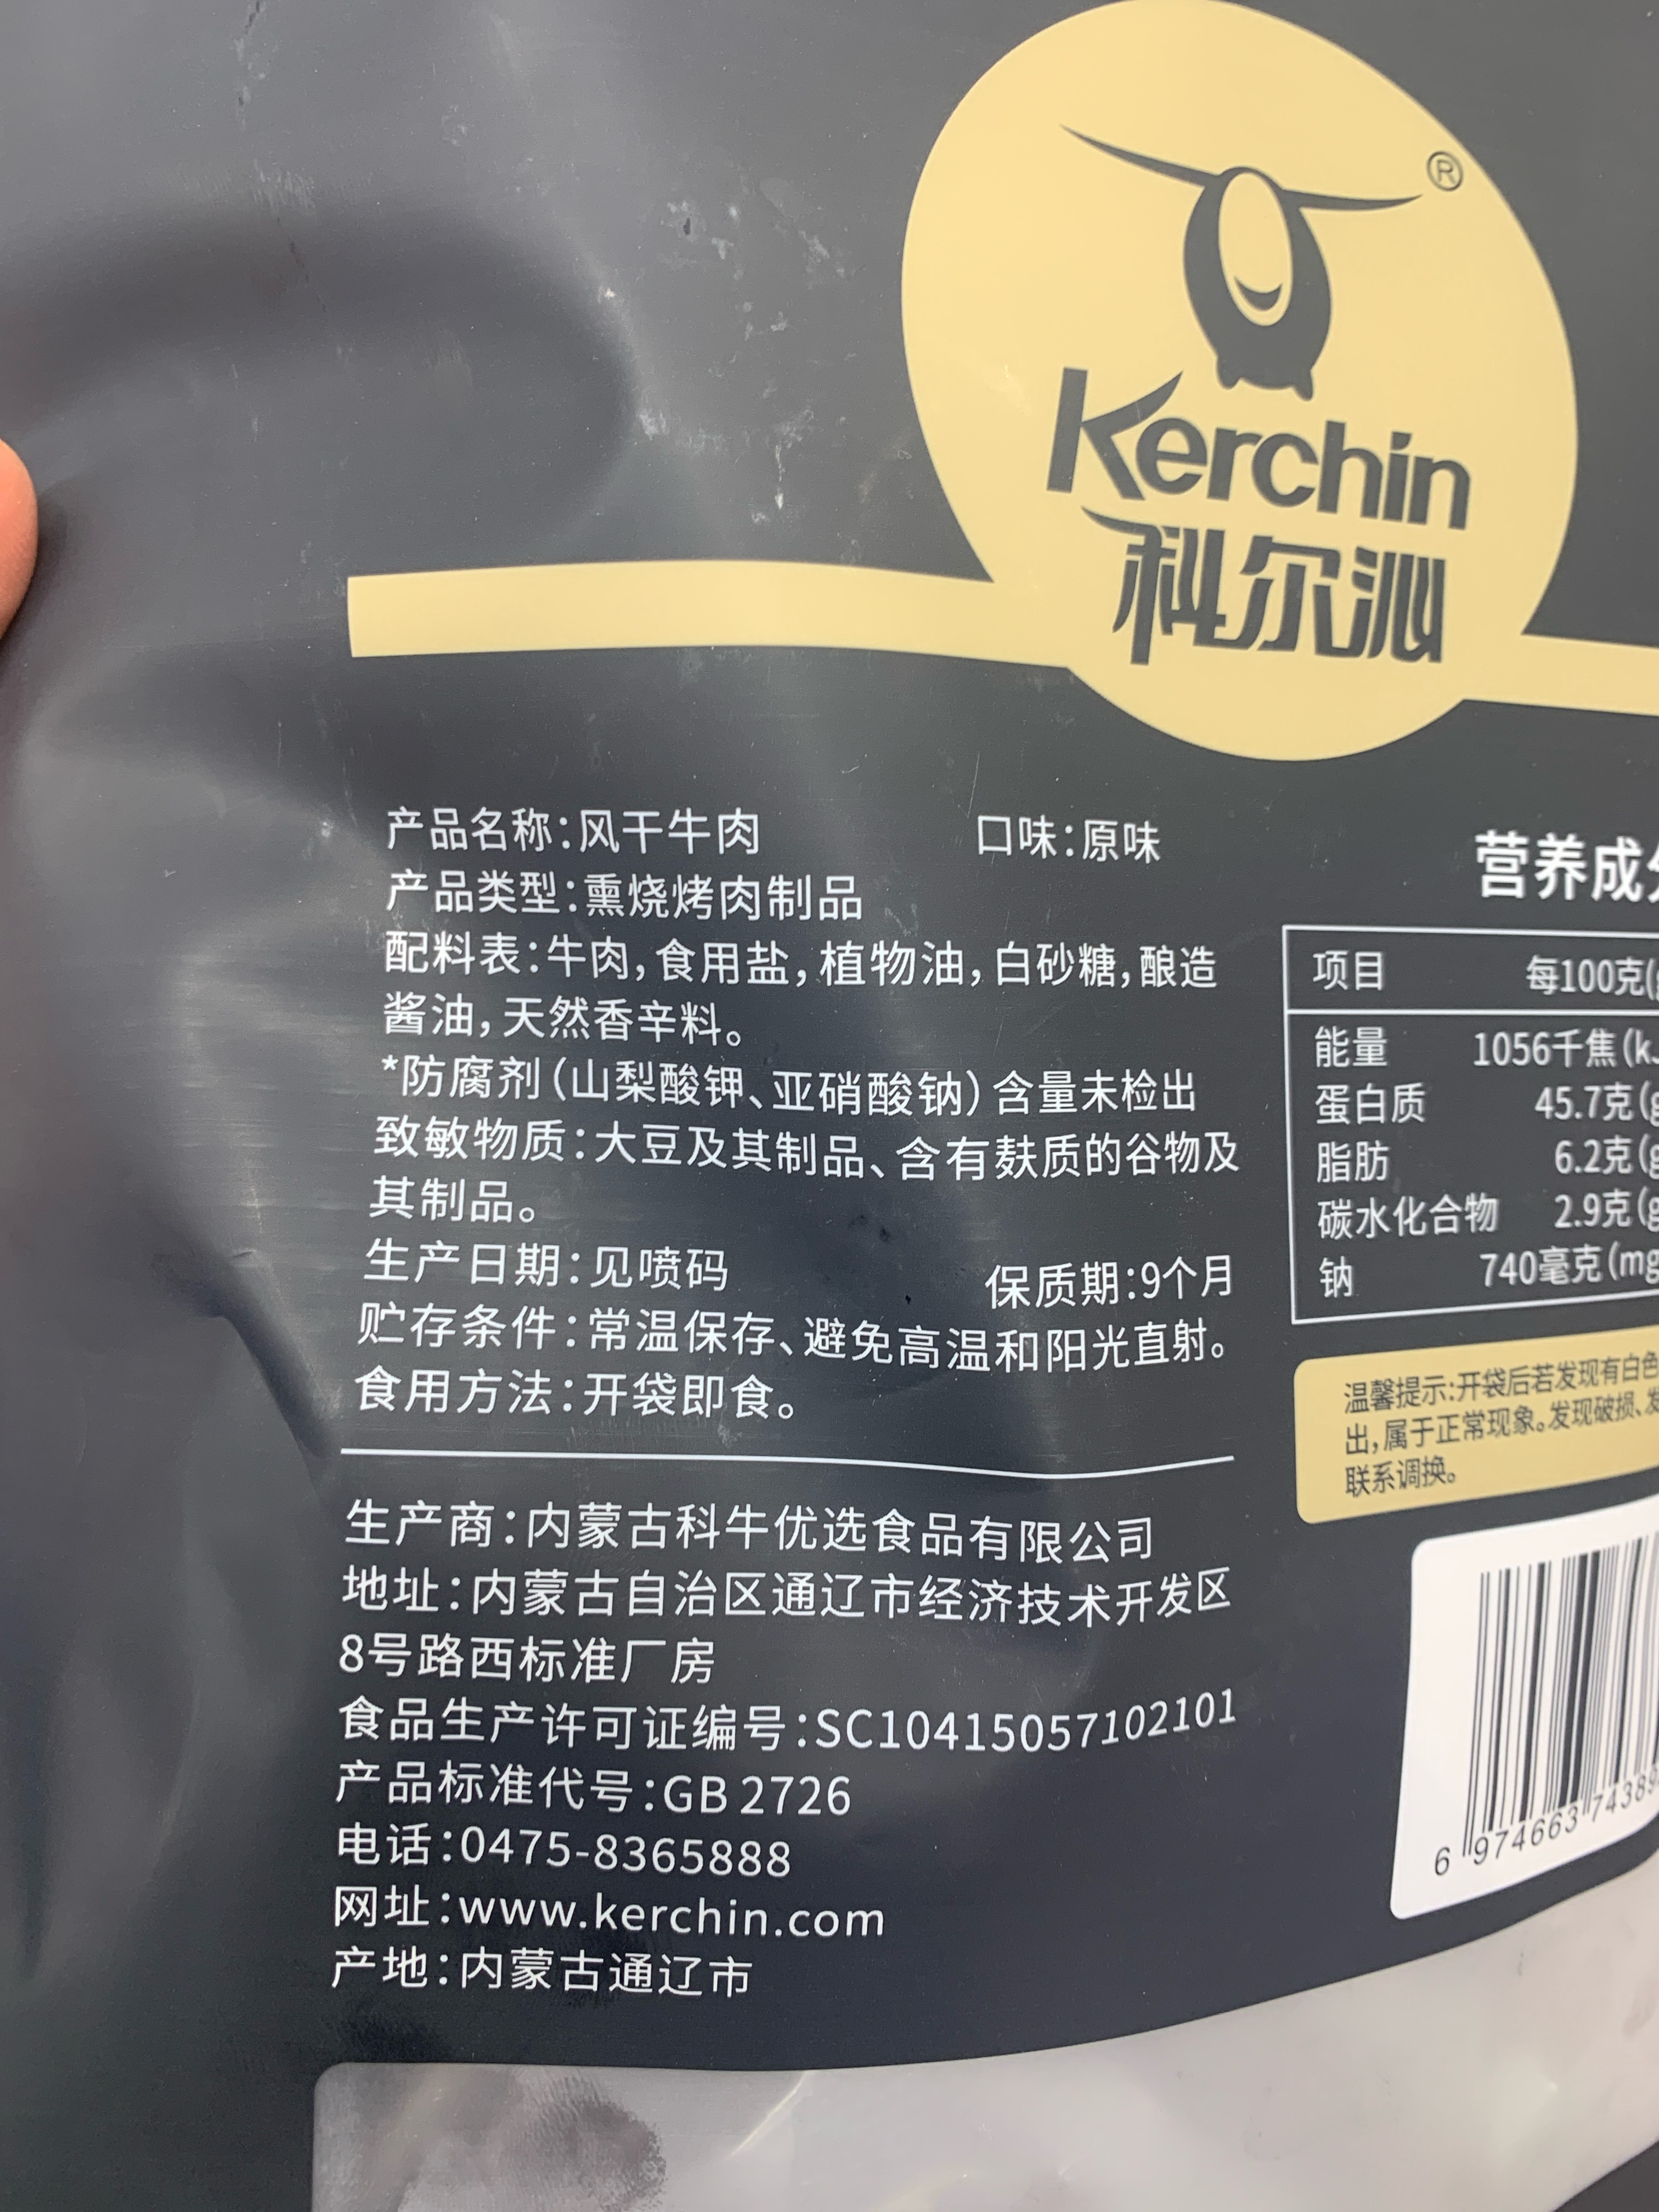 ®
Kerchin
科尔沁
产品名称：风干牛肉 口味：原味
产品类型：熏烧烤肉制品
配料表：牛肉，食用盐，植物油，白砂糖，酿造
酱油，天然香辛料。
*防腐剂（山梨酸钾、亚硝酸钠）含量未检出
致敏物质：大豆及其制品、含有麸质的谷物及
其制品。
生产日期：见喷码 保质期：9个月
贮存条件：常温保存、避免高温和阳光直射。
食用方法：开袋即食。
生产商：内蒙古科牛优选食品有限公司
地址：内蒙古自治区通辽市经济技术开发区
8号路西标准厂房
食品生产许可证编号：SC10415057102101
产品标准代号：GB 2726
电话：0475-8365888
网址：www.kerchin.com
产地：内蒙古通辽市
营养成
项目 每100克(
能量 1056千焦(k
蛋白质 45.7克(g
脂肪 6.2克(g
碳水化合物 2.9克(g
钠 740毫克(mg
温馨提示：开袋后若发现有白色
出，属于正常现象。发现破损、
联系调换。
6 974663 74389